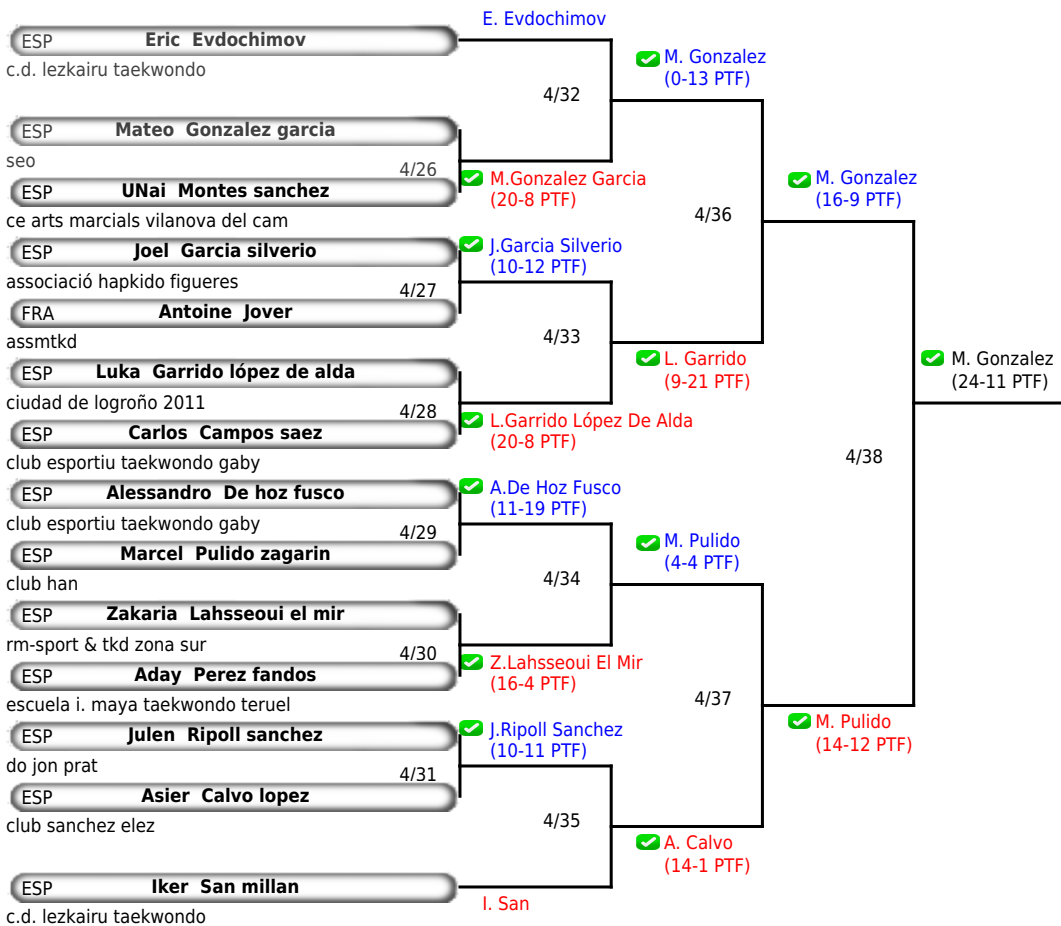 E. Evdochimov
ESP Eric Evdochimov
c.d. lezkairu taekwondo
M. Gonzalez
(0-13 PTF)
4/32
ESP Mateo Gonzalez garcia
seo
4/26
M.Gonzalez Garcia
(20-8 PTF)
ESP UNai Montes sanchez
ce arts marcials vilanova del cam
M. Gonzalez
(16-9 PTF)
4/36
ESP Joel Garcia silverio
associació hapkido figueres
J.Garcia Silverio
(10-12 PTF)
4/27
FRA Antoine Jover
assmtkd
4/33
L. Garrido
(9-21 PTF)
M. Gonzalez
(24-11 PTF)
ESP Luka Garrido lópez de alda
ciudad de logroño 2011
4/28
L.Garrido López De Alda
(20-8 PTF)
ESP Carlos Campos saez
club esportiu taekwondo gaby
4/38
ESP Alessandro De hoz fusco
club esportiu taekwondo gaby
A.De Hoz Fusco
(11-19 PTF)
4/29
ESP Marcel Pulido zagarin
club han
M. Pulido
(4-4 PTF)
4/34
ESP Zakaria Lahsseoui el mir
rm-sport & tkd zona sur
4/30
Z.Lahsseoui El Mir
(16-4 PTF)
ESP Aday Perez fandos
escuela i. maya taekwondo teruel
4/37
M. Pulido
(14-12 PTF)
ESP Julen Ripoll sanchez
do jon prat
J.Ripoll Sanchez
(10-11 PTF)
4/31
ESP Asier Calvo lopez
club sanchez elez
4/35
A. Calvo
(14-1 PTF)
ESP Iker San millan
c.d. lezkairu taekwondo
I. San